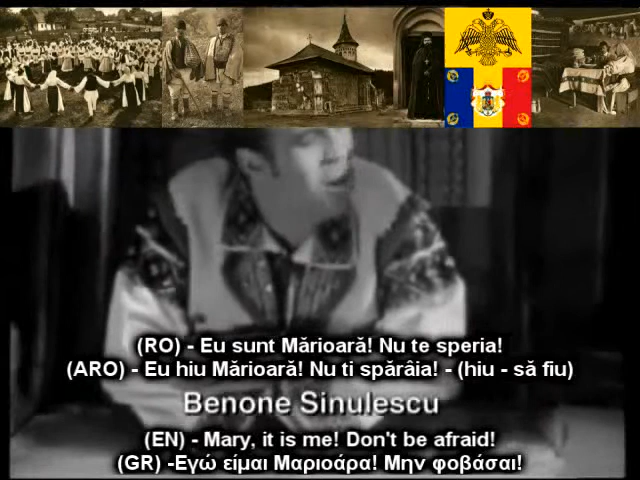 (RO) - Eu sunt Mărioară! Nu te speria!
(ARO) - Eu hiu Mărioară! Nu ti spărâia! - (hiu - să fiu)
Benone Sinulescu
(EN) - Mary, it is me! Don't be afraid!
(GR) -Εγώ είμαι Μαριοάρα! Μην φοβάσαι!